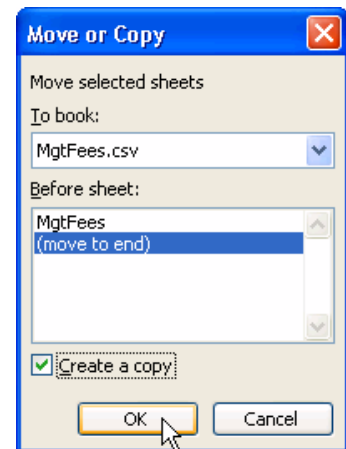 Move or Copy
Move selected sheets
To book:
MgtFees.csv
Before sheet:
MgtFees
(move to end)
Create a copy
OK Cancel